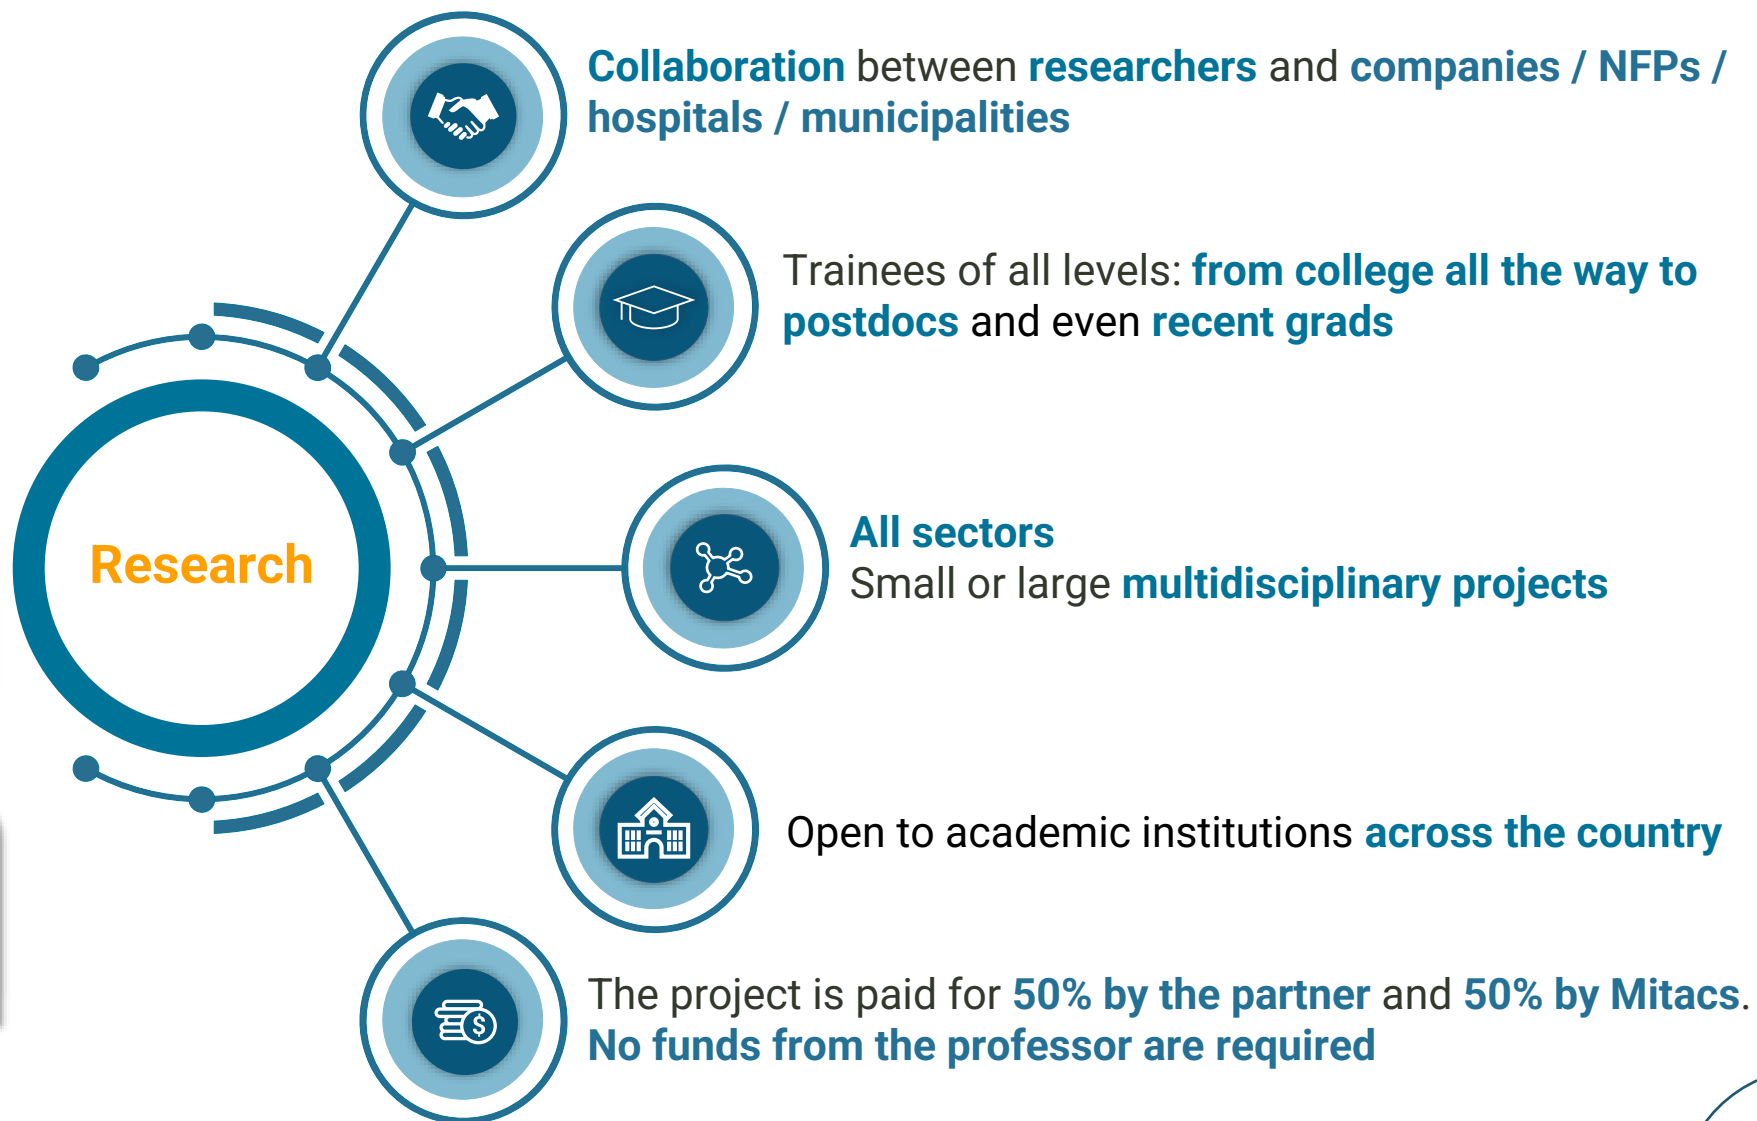 Collaboration between researchers and companies / NFPs /
hospitals / municipalities
Trainees of all levels: from college all the way to
postdocs and even recent grads
Research
All sectors
Small or large multidisciplinary projects
Open to academic institutions across the country
The project is paid for 50% by the partner and 50% by Mitacs.
No funds from the professor are required
$